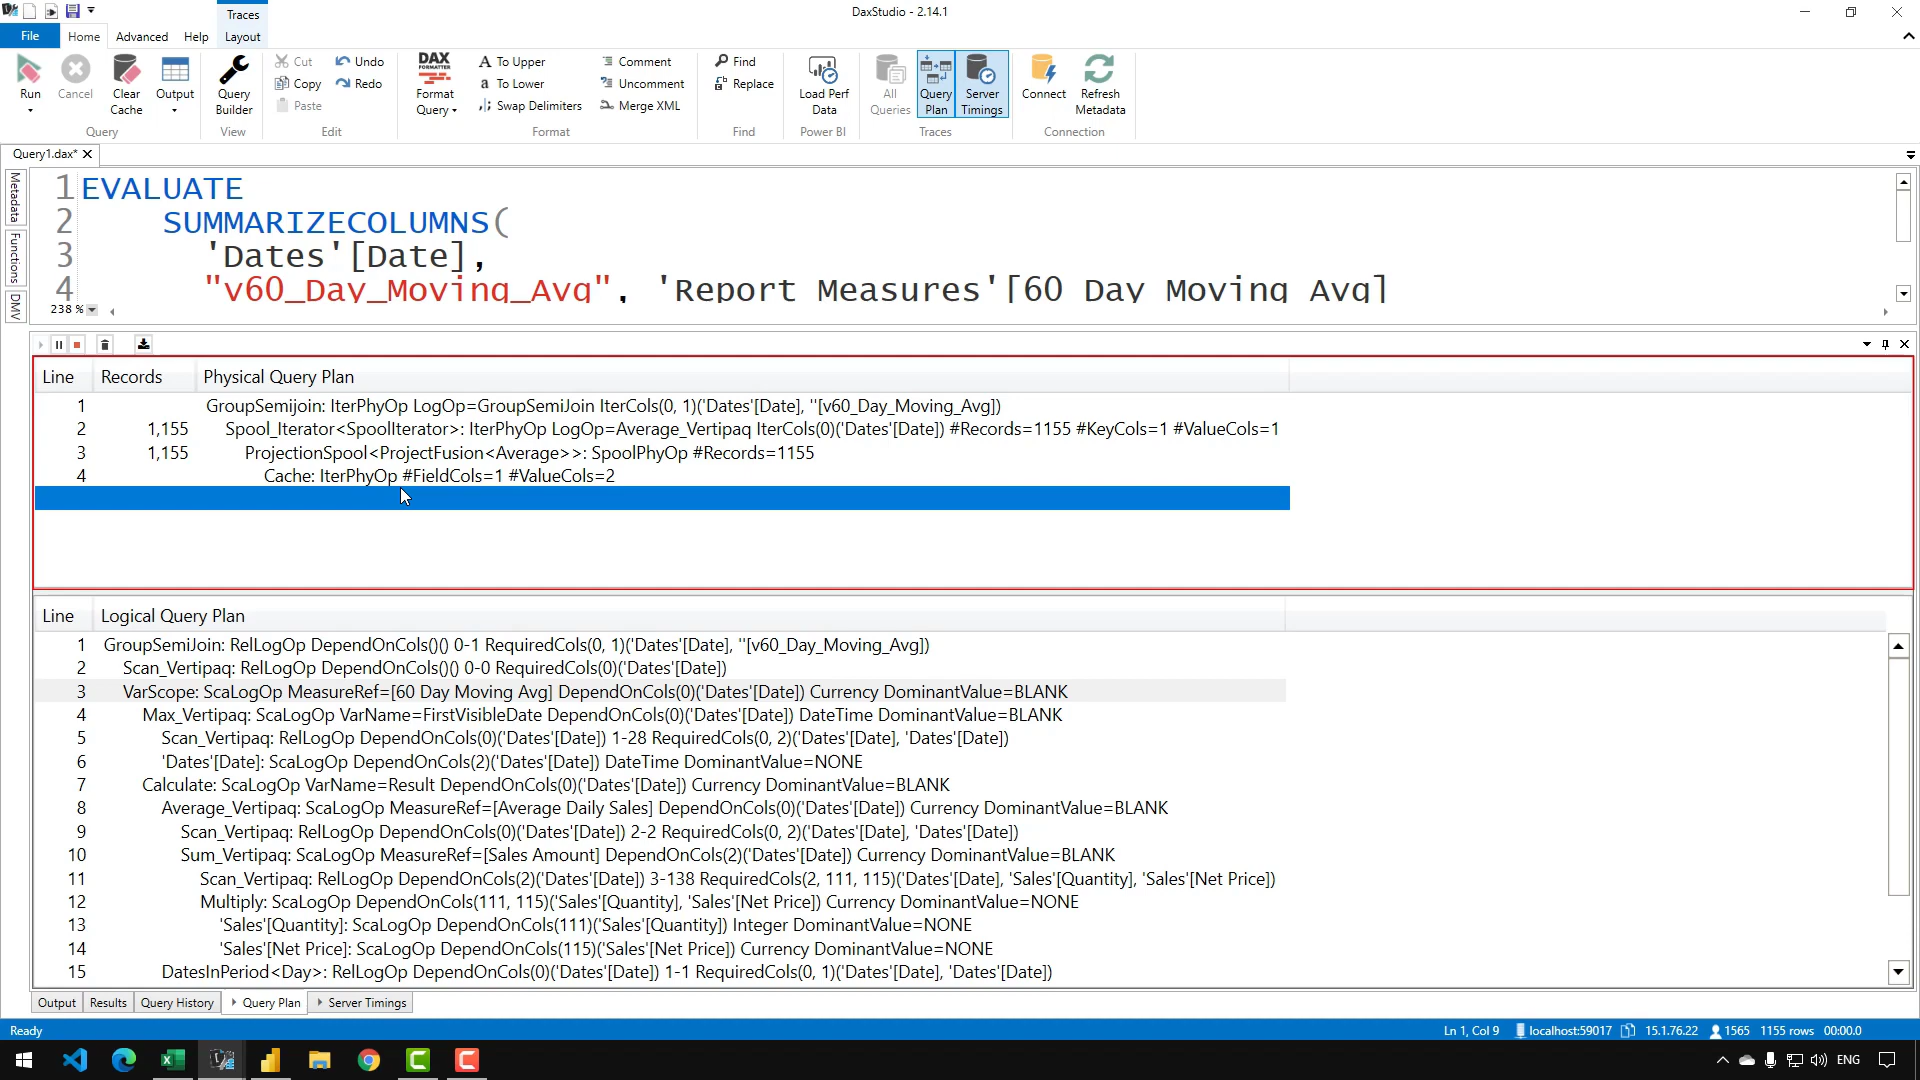 Traces
DaxStudio - 2.14.1
File
Home
Advanced
Help
Layout
Run
Cancel
Clear
Cache
Output
Query
Query
Builder
View
Cut
Copy
Paste
Undo
Redo
Edit
DAX
FORMATTER
Format
Query
A To Upper
a To Lower
Swap Delimiters
Comment
Uncomment
Merge XML
Format
Find
Replace
Find
Load Perf
Data
Power BI
All
Queries
Query
Plan
Server
Timings
Traces
Connect
Refresh
Metadata
Connection
Query1.dax*
Metadata
Functions
DMV
1 EVALUATE
2 SUMMARIZECOLUMNS(
3 'Dates'[Date],
4 "v60_Day_Moving_Avg", 'Report Measures'[60 Day Moving Avg]
238 %
Line Records Physical Query Plan
1 GroupSemijoin: IterPhyOp LogOp=GroupSemiJoin IterCols(0, 1)('Dates'[Date], ''[v60_Day_Moving_Avg])
2 1,155 Spool_Iterator<SpoolIterator>: IterPhyOp LogOp=Average_Vertipaq IterCols(0)('Dates'[Date]) #Records=1155 #KeyCols=1 #ValueCols=1
3 1,155 ProjectionSpool<ProjectFusion<Average>>: SpoolPhyOp #Records=1155
4 Cache: IterPhyOp #FieldCols=1 #ValueCols=2
Line Logical Query Plan
1 GroupSemiJoin: RelLogOp DependOnCols()() 0-1 RequiredCols(0, 1)('Dates'[Date], ''[v60_Day_Moving_Avg])
2 Scan_Vertipaq: RelLogOp DependOnCols()() 0-0 RequiredCols(0)('Dates'[Date])
3 VarScope: ScaLogOp MeasureRef=[60 Day Moving Avg] DependOnCols(0)('Dates'[Date]) Currency DominantValue=BLANK
4 Max_Vertipaq: ScaLogOp VarName=FirstVisibleDate DependOnCols(0)('Dates'[Date]) DateTime DominantValue=BLANK
5 Scan_Vertipaq: RelLogOp DependOnCols(0)('Dates'[Date]) 1-28 RequiredCols(0, 2)('Dates'[Date], 'Dates'[Date])
6 'Dates'[Date]: ScaLogOp DependOnCols(2)('Dates'[Date]) DateTime DominantValue=NONE
7 Calculate: ScaLogOp VarName=Result DependOnCols(0)('Dates'[Date]) Currency DominantValue=BLANK
8 Average_Vertipaq: ScaLogOp MeasureRef=[Average Daily Sales] DependOnCols(0)('Dates'[Date]) Currency DominantValue=BLANK
9 Scan_Vertipaq: RelLogOp DependOnCols(0)('Dates'[Date]) 2-2 RequiredCols(0, 2)('Dates'[Date], 'Dates'[Date])
10 Sum_Vertipaq: ScaLogOp MeasureRef=[Sales Amount] DependOnCols(2)('Dates'[Date]) Currency DominantValue=BLANK
11 Scan_Vertipaq: RelLogOp DependOnCols(2)('Dates'[Date]) 3-138 RequiredCols(2, 111, 115)('Dates'[Date], 'Sales'[Quantity], 'Sales'[Net Price])
12 Multiply: ScaLogOp DependOnCols(111, 115)('Sales'[Quantity], 'Sales'[Net Price]) Currency DominantValue=NONE
13 'Sales'[Quantity]: ScaLogOp DependOnCols(111)('Sales'[Quantity]) Integer DominantValue=NONE
14 'Sales'[Net Price]: ScaLogOp DependOnCols(115)('Sales'[Net Price]) Currency DominantValue=NONE
15 DatesInPeriod<Day>: RelLogOp DependOnCols(0)('Dates'[Date]) 1-1 RequiredCols(0, 1)('Dates'[Date], 'Dates'[Date])
Output
Results
Query History
Query Plan
Server Timings
Ready
Ln 1, Col 9
localhost:59017
15.1.76.22
1565
1155 rows
00:00.0
ENG